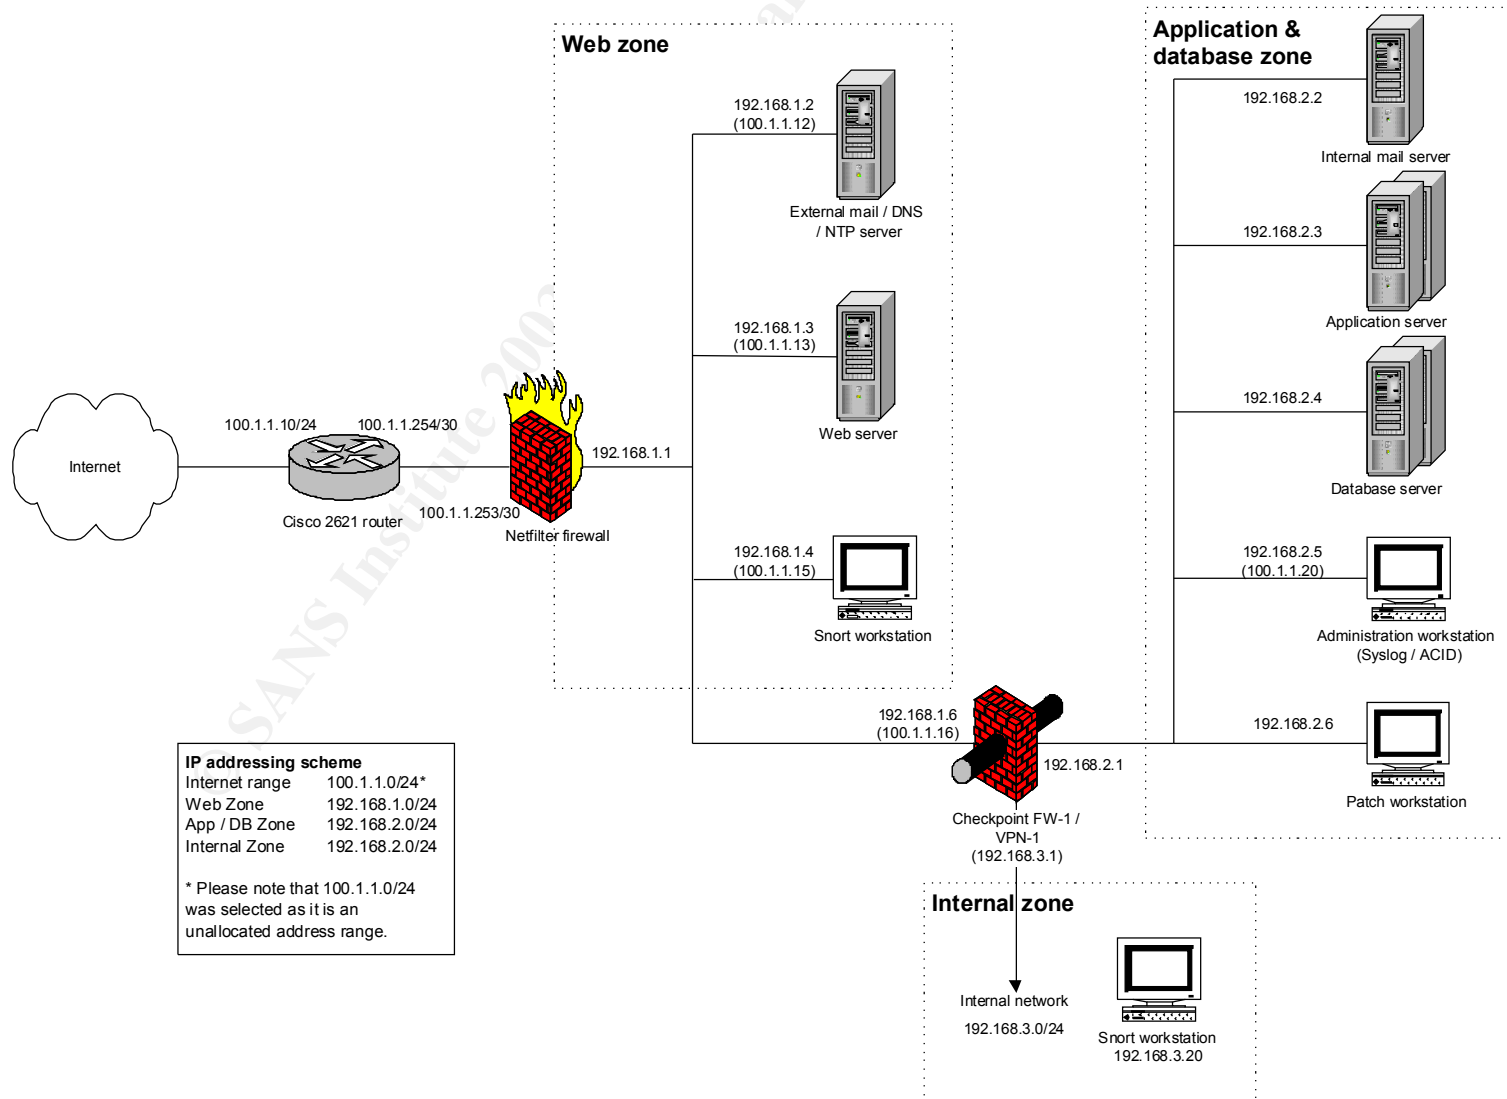 Web zone
192.168.1.2
(100.1.1.12)
External mail / DNS
/ NTP server
192.168.1.3
(100.1.1.13)
Web server
192.168.1.4
(100.1.1.15)
Snort workstation
Application &
database zone
192.168.2.2
Internal mail server
192.168.2.3
Application server
192.168.2.4
Database server
192.168.2.5
(100.1.1.20)
Administration workstation
(Syslog / ACID)
192.168.2.6
Patch workstation
Internet
100.1.1.10/24
100.1.1.254/30
Cisco 2621 router
100.1.1.253/30
192.168.1.1
Netfilter firewall
192.168.1.6
(100.1.1.16)
192.168.2.1
Checkpoint FW-1 /
VPN-1
(192.168.3.1)
IP addressing scheme
Internet range 100.1.1.0/24*
Web Zone 192.168.1.0/24
App / DB Zone 192.168.2.0/24
Internal Zone 192.168.2.0/24
* Please note that 100.1.1.0/24
was selected as it is an
unallocated address range.
Internal zone
Internal network
192.168.3.0/24
Snort workstation
192.168.3.20
© SANS Institute 200